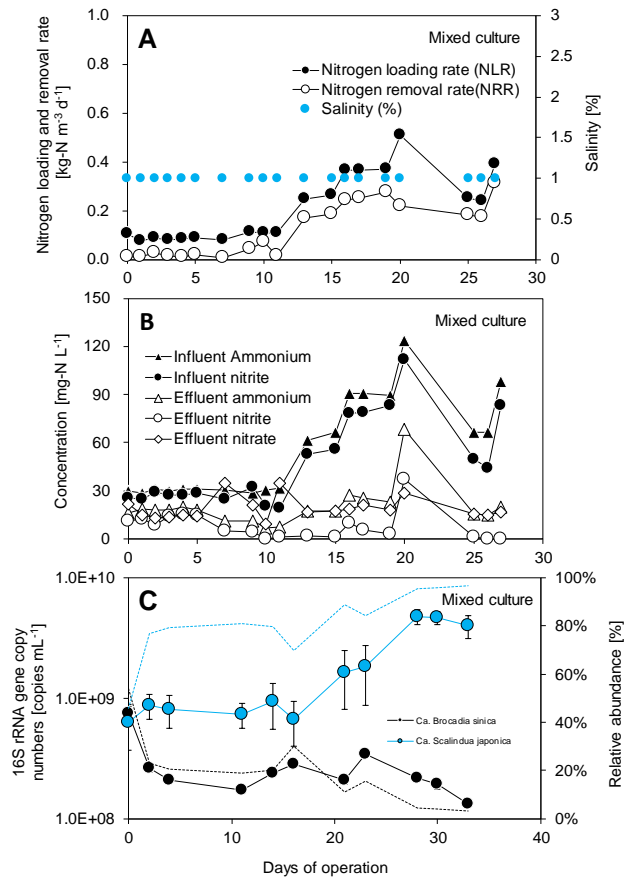 A
Mixed culture
Nitrogen loading rate (NLR)
Nitrogen removal rate(NRR)
Salinity (%)
Nitrogen loading and removal rate
[kg-N m-3 d-1]
Salinity [%]
1.0
0.8
0.6
0.4
0.2
0.0
3
2.5
2
1.5
1
0.5
0
0 5 10 15 20 25 30
B
Mixed culture
Influent Ammonium
Influent nitrite
Effluent ammonium
Effluent nitrite
Effluent nitrate
Concentration [mg-N L-1]
150
120
90
60
30
0
0 5 10 15 20 25 30
C
Mixed culture
Ca. Brocadia sinica
Ca. Scalindua japonica
16S rRNA gene copy
numbers [copies mL-1]
Relative abundance [%]
1.0E+10
1.0E+09
1.0E+08
100%
80%
60%
40%
20%
0%
0 10 20 30 40
Days of operation